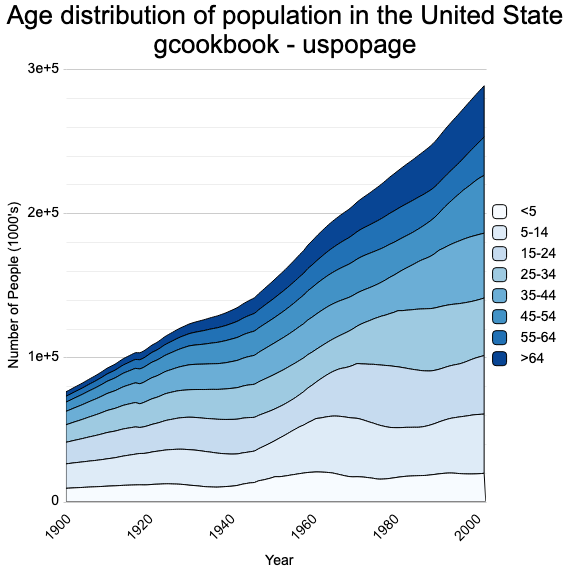 Age distribution of population in the United State
gcookbook - uspopage
3e+5
2e+5
1e+5
0
Number of People (1000's)
1900
1920
1940
1960
1980
2000
Year
<5
5-14
15-24
25-34
35-44
45-54
55-64
>64